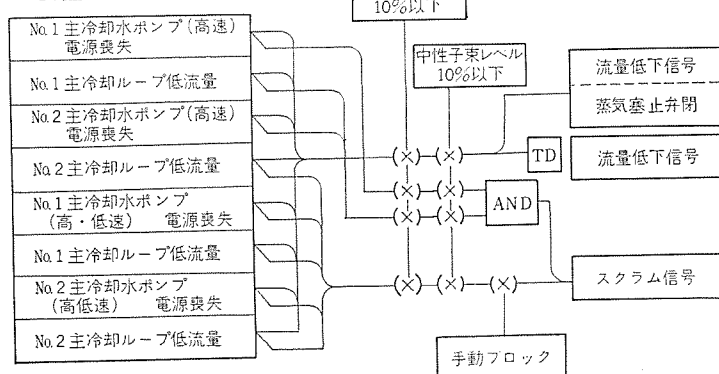 10%以下
中性子束レベル
10%以下
No.1主冷却水ポンプ(高速)
電源喪失
No.1主冷却ループ低流量
No.2主冷却水ポンプ(高速)
電源喪失
No.2主冷却ループ低流量
No.1主冷却水ポンプ
(高・低速) 電源喪失
No.1主冷却ループ低流量
No.2主冷却水ポンプ
(高低速) 電源喪失
No.2主冷却ループ低流量
流量低下信号
蒸気塞止弁閉
TD
流量低下信号
AND
スクラム信号
手動ブロック